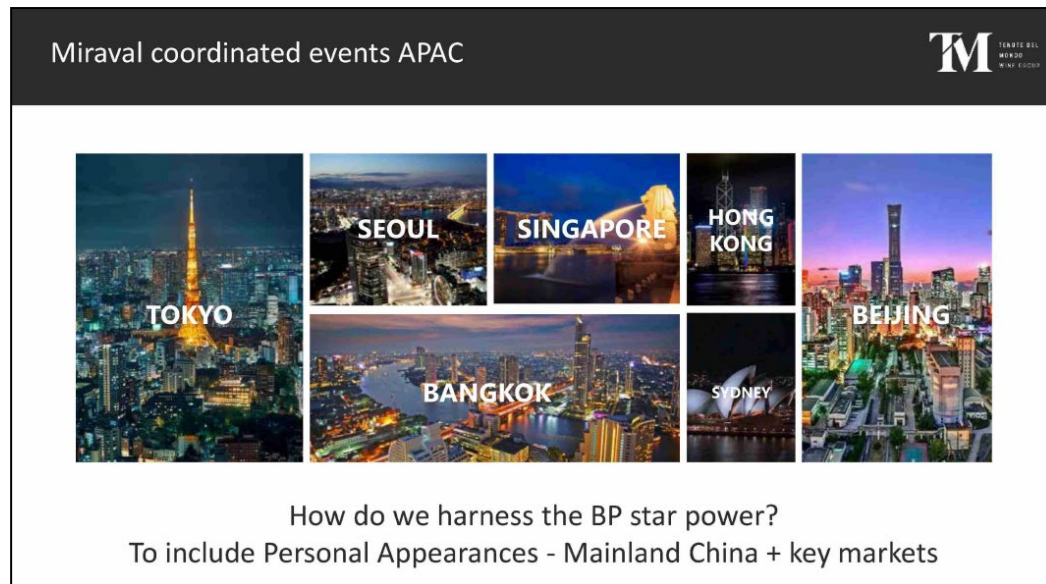 Miraval coordinated events APAC
TM
TENUTE DEL
MONDO
WINE GROUP
TOKYO
SEOUL
SINGAPORE
HONG
KONG
BEIJING
BANGKOK
SYDNEY
How do we harness the BP star power?
To include Personal Appearances - Mainland China + key markets